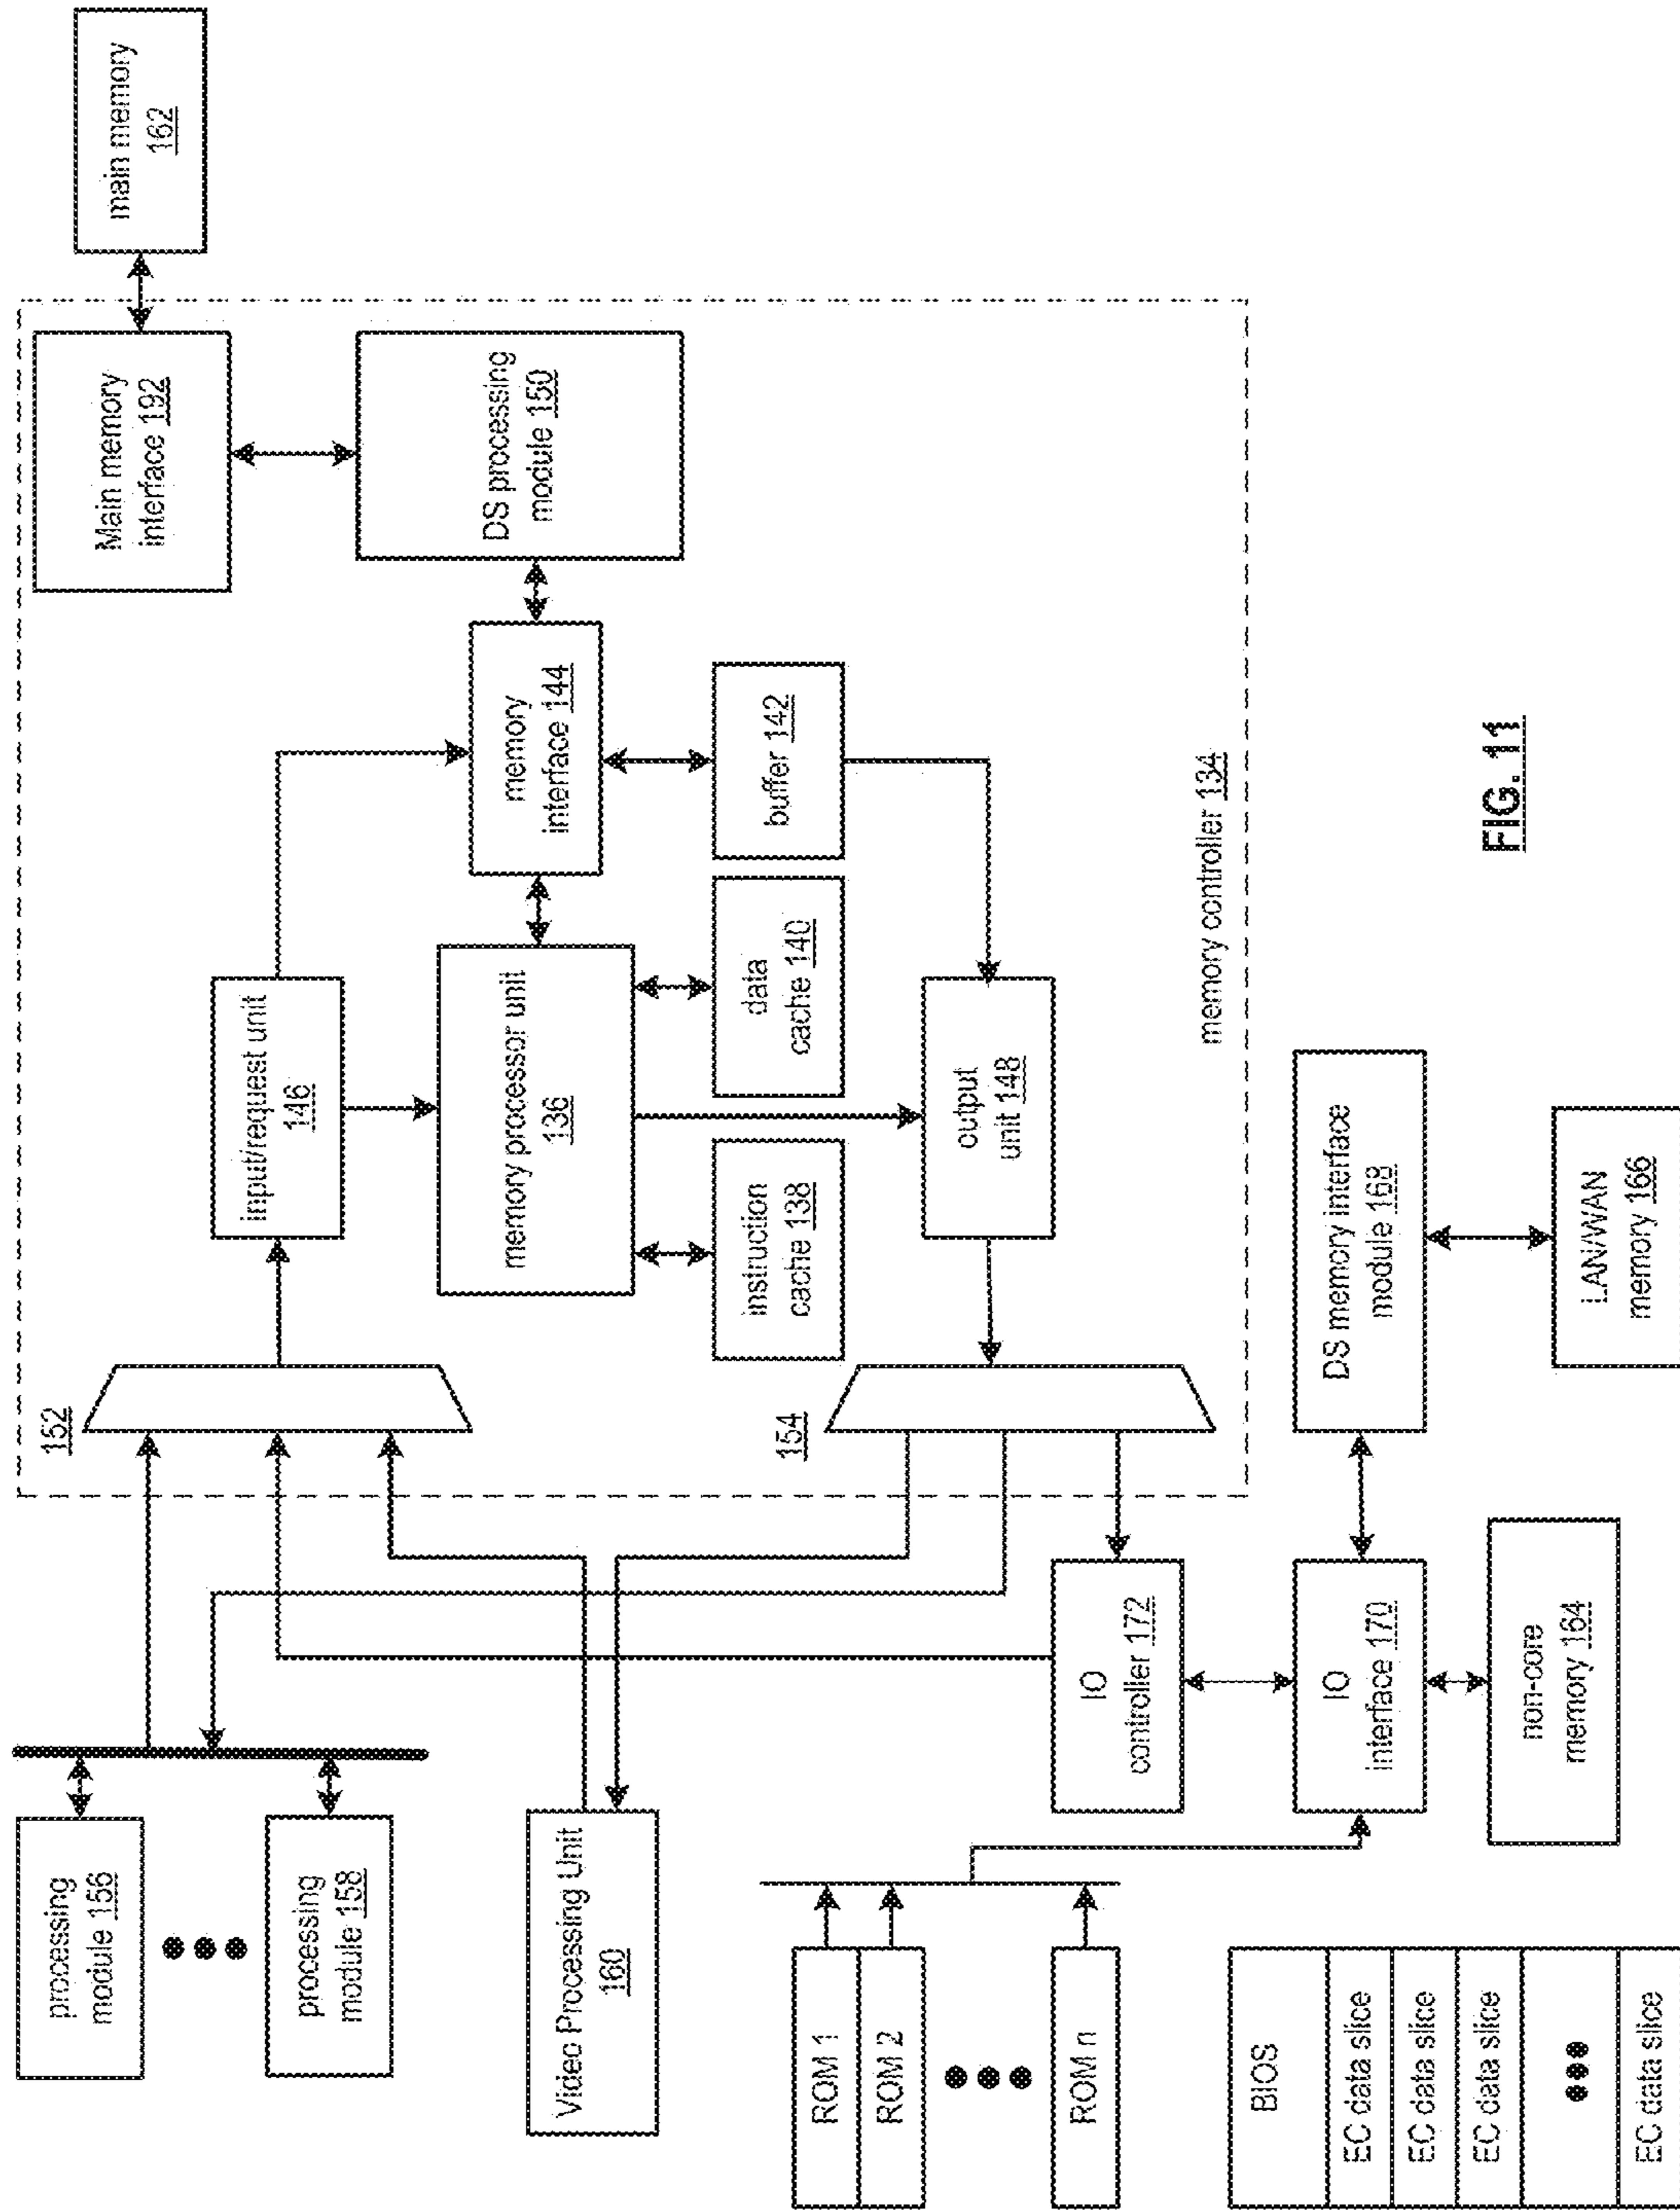 processing
module 156
processing
module 158
Video Processing Unit
160
ROM 1
ROM 2
ROM n
BIOS
EC data slice
EC data slice
EC data slice
EC data slice
152
154
IO
controller 172
IO
interface 170
non-core
memory 164
input/request unit
146
memory processor unit
136
instruction
cache 138
data
cache 140
output
unit 148
memory
interface 144
buffer 142
Main memory
interface 192
DS processing
module 150
main memory
162
memory controller 134
DS memory interface
module 168
LAN/WAN
memory 166
FIG. 11